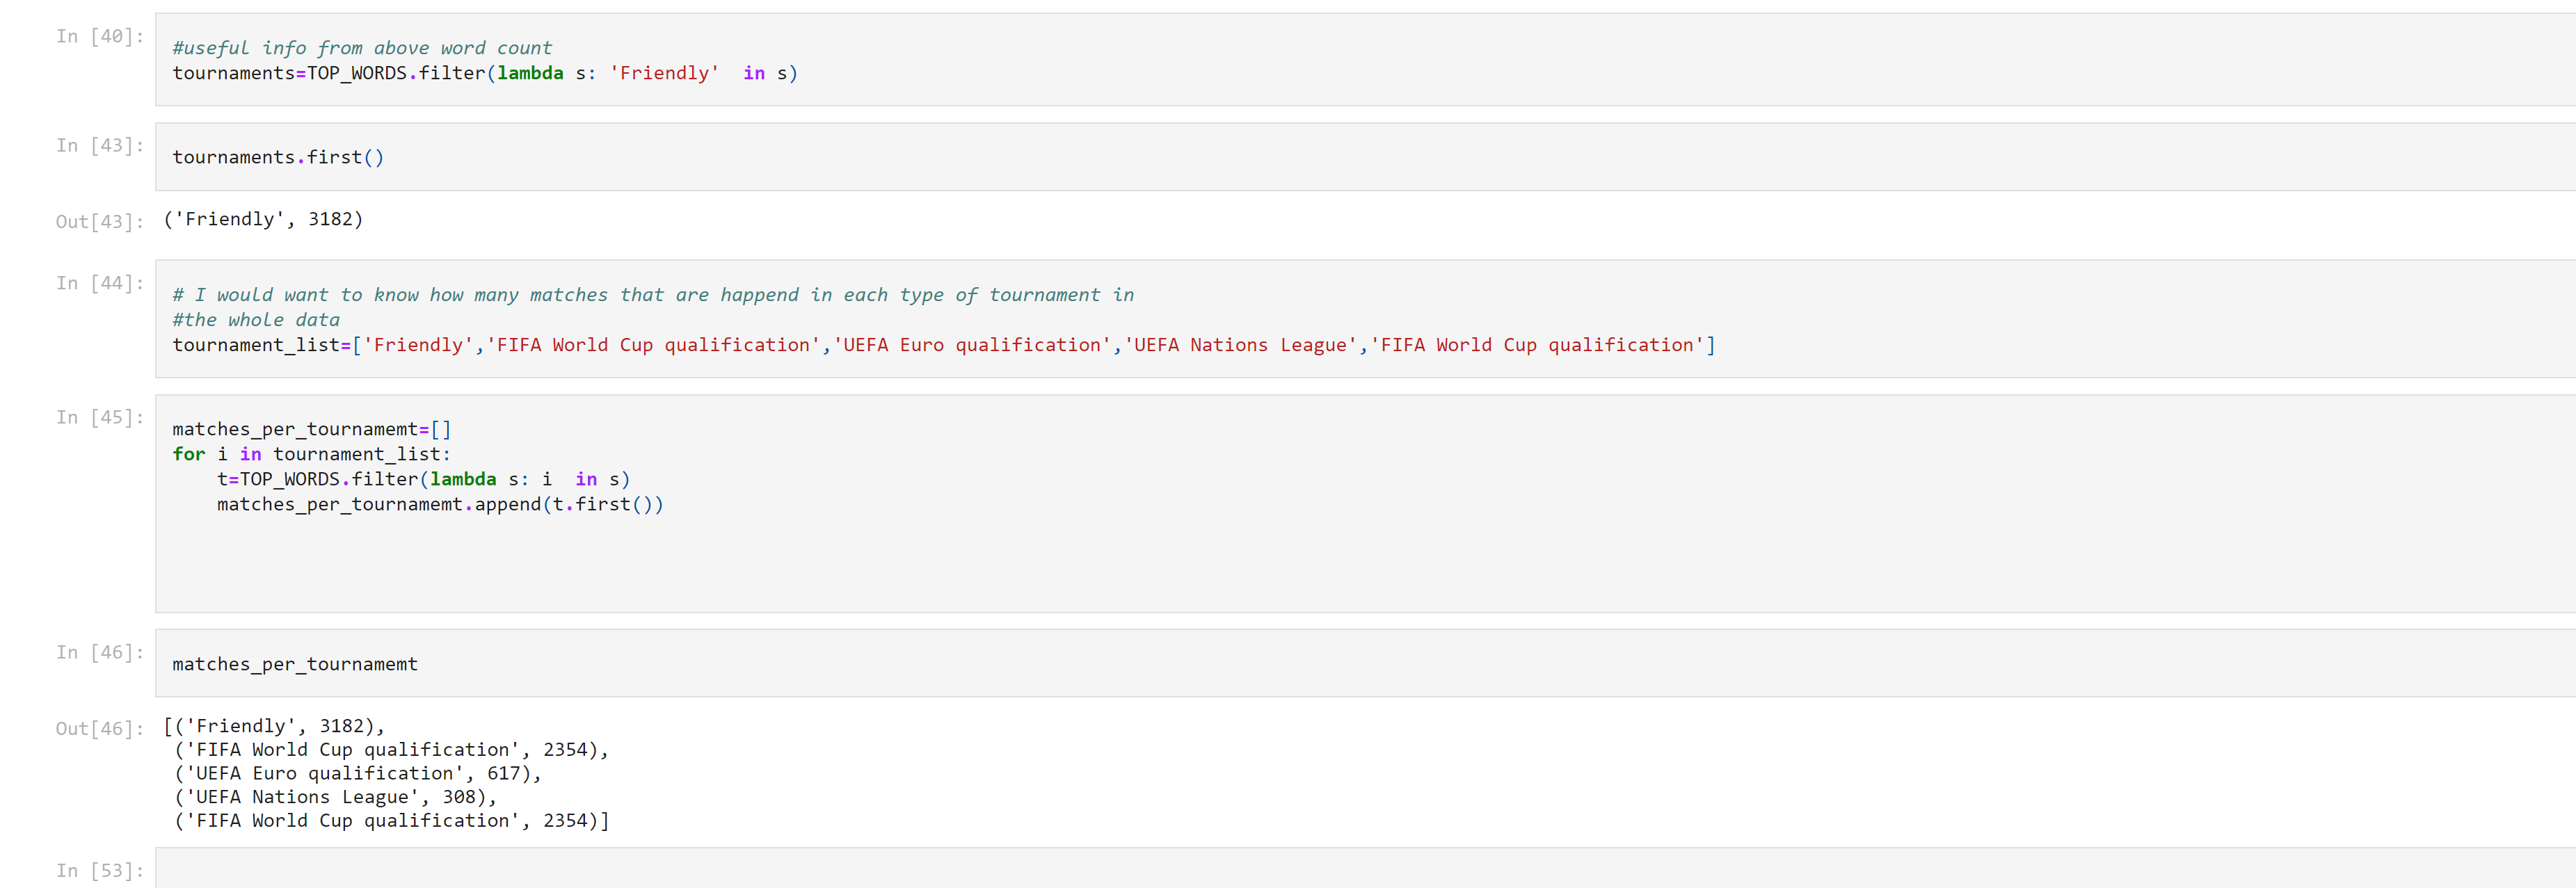 In [40]:
#useful info from above word count
tournaments=TOP_WORDS.filter(lambda s: 'Friendly'  in s)
In [43]:
tournaments.first()
Out[43]:
('Friendly', 3182)
In [44]:
# I would want to know how many matches that are happend in each type of tournament in
#the whole data
tournament_list=['Friendly','FIFA World Cup qualification','UEFA Euro qualification','UEFA Nations League','FIFA World Cup qualification']
In [45]:
matches_per_tournamemt=[]
for i in tournament_list:
    t=TOP_WORDS.filter(lambda s: i  in s)
    matches_per_tournamemt.append(t.first())
In [46]:
matches_per_tournamemt
Out[46]:
[('Friendly', 3182),
 ('FIFA World Cup qualification', 2354),
 ('UEFA Euro qualification', 617),
 ('UEFA Nations League', 308),
 ('FIFA World Cup qualification', 2354)]
In [53]: